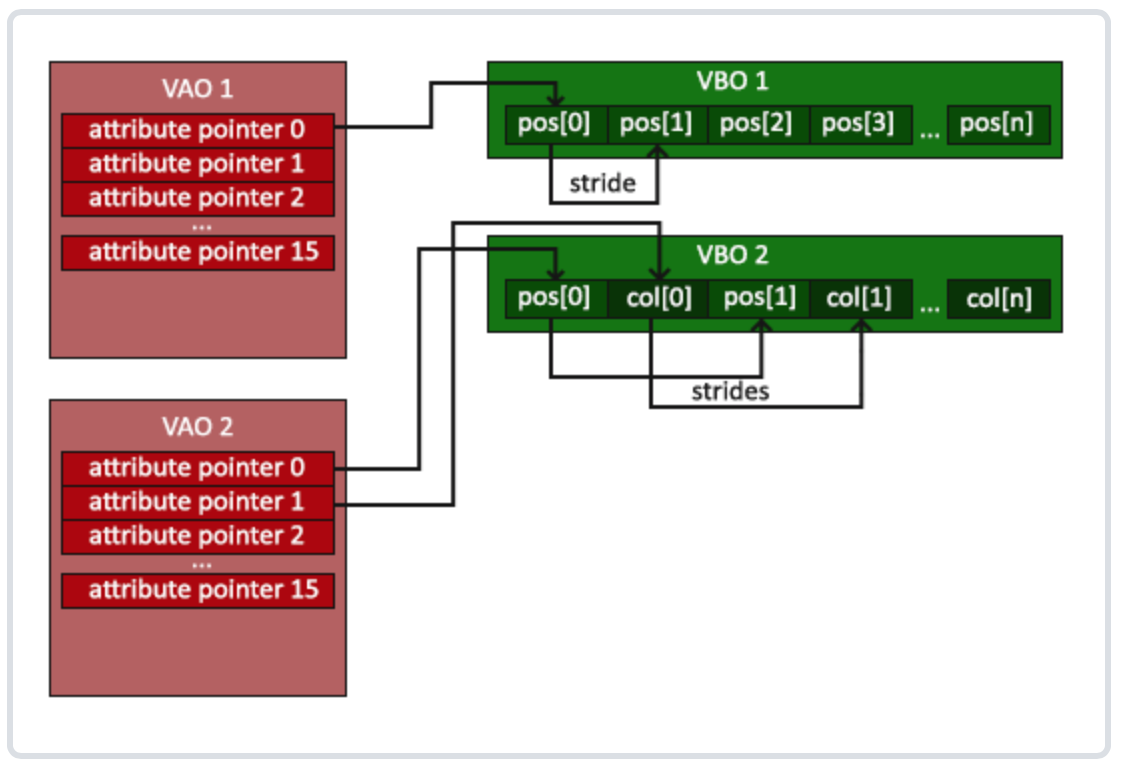 VAO 1
attribute pointer 0
attribute pointer 1
attribute pointer 2
...
attribute pointer 15
VBO 1
pos[0] pos[1] pos[2] pos[3] ... pos[n]
stride
VBO 2
pos[0] col[0] pos[1] col[1] ... col[n]
strides
VAO 2
attribute pointer 0
attribute pointer 1
attribute pointer 2
...
attribute pointer 15